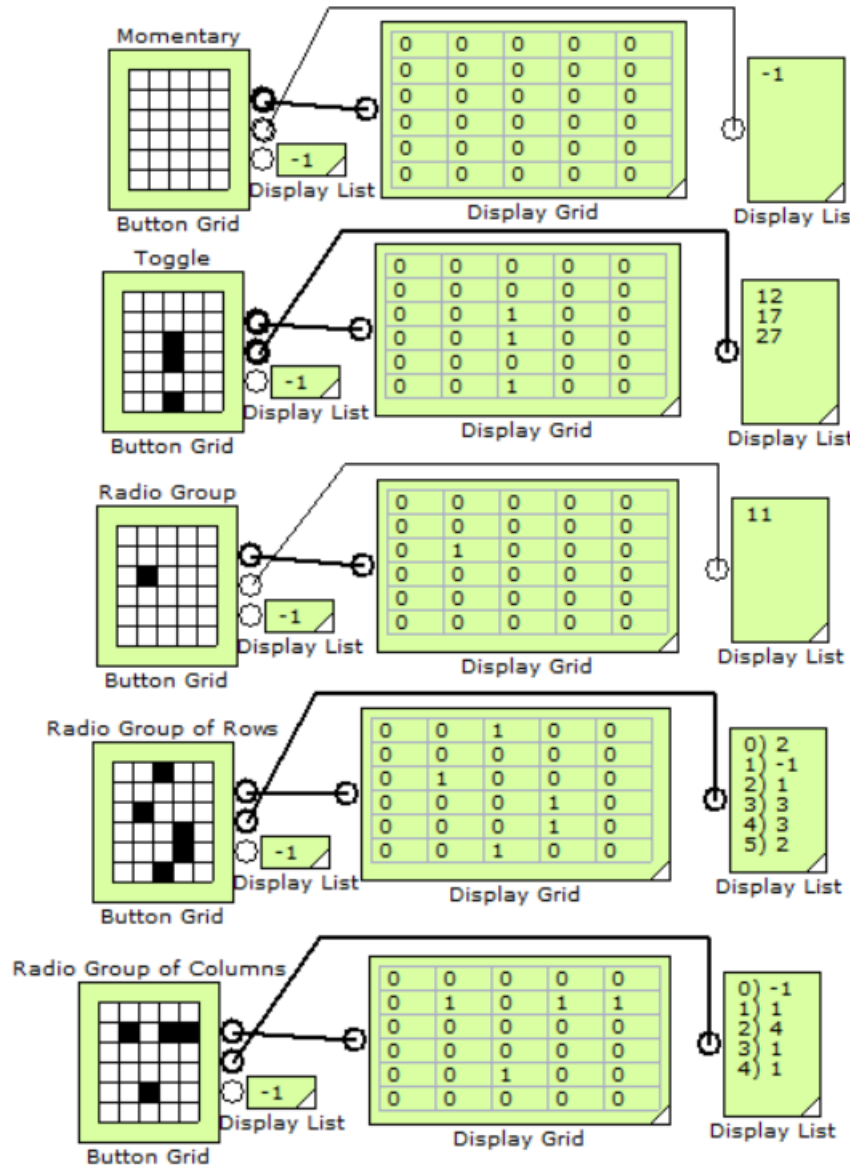 Momentary
0 0 0 0 0
0 0 0 0 0
0 0 0 0 0
0 0 0 0 0
0 0 0 0 0
0 0 0 0 0
-1
-1
Display List
Button Grid
Display Grid
Display List
Toggle
0 0 0 0 0
0 0 0 0 0
0 0 1 0 0
0 0 1 0 0
0 0 0 0 0
0 0 1 0 0
12
17
27
-1
Display List
Button Grid
Display Grid
Display List
Radio Group
0 0 0 0 0
0 0 0 0 0
0 1 0 0 0
0 0 0 0 0
0 0 0 0 0
0 0 0 0 0
11
-1
Display List
Button Grid
Display Grid
Display List
Radio Group of Rows
0 0 1 0 0
0 0 0 0 0
0 1 0 0 0
0 0 0 1 0
0 0 0 1 0
0 0 1 0 0
0) 2
1) -1
2) 1
3) 3
4) 3
5) 2
-1
Display List
Button Grid
Display Grid
Display List
Radio Group of Columns
0 0 0 0 0
0 1 0 1 1
0 0 0 0 0
0 0 0 0 0
0 0 1 0 0
0 0 0 0 0
0) -1
1) 1
2) 4
3) 1
4) 1
-1
Display List
Button Grid
Display Grid
Display List